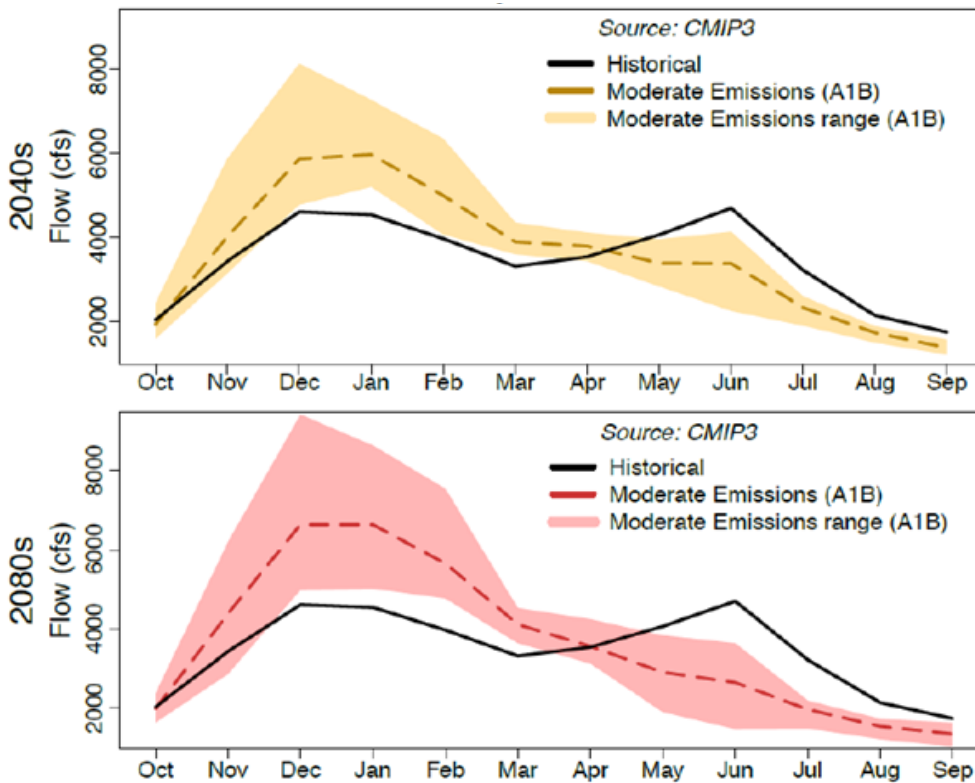 Source: CMIP3
Historical
Moderate Emissions (A1B)
Moderate Emissions range (A1B)
2040s
Flow (cfs)
8000
6000
4000
2000
Oct Nov Dec Jan Feb Mar Apr May Jun Jul Aug Sep
Source: CMIP3
Historical
Moderate Emissions (A1B)
Moderate Emissions range (A1B)
2080s
Flow (cfs)
8000
6000
4000
2000
Oct Nov Dec Jan Feb Mar Apr May Jun Jul Aug Sep